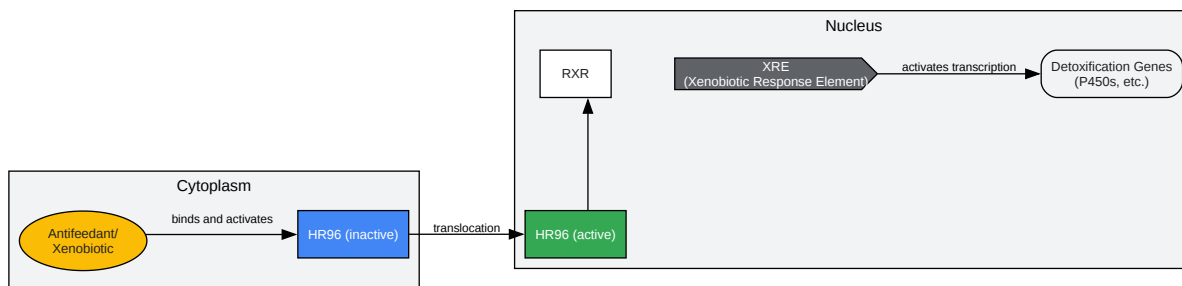 Nucleus
RXR
XRE
(Xenobiotic Response Element)
activates transcription
Detoxification Genes
(P450s, etc.)
Cytoplasm
Antifeedant/
Xenobiotic
binds and activates
HR96 (inactive)
translocation
HR96 (active)